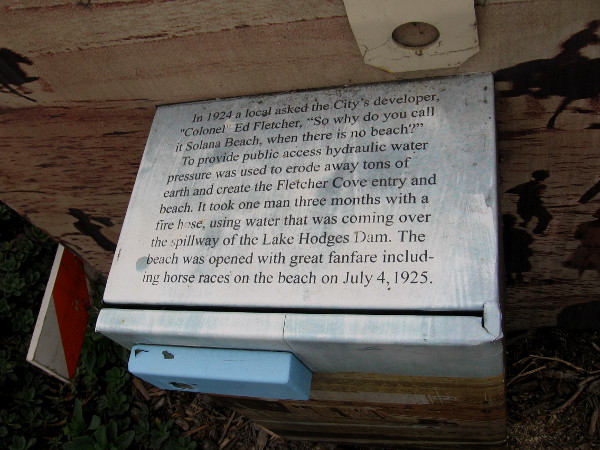 In 1924 a local asked the City's developer,
"Colonel" Ed Fletcher, "So why do you call
it Solana Beach, when there is no beach?"
To provide public access hydraulic water
pressure was used to erode away tons of
earth and create the Fletcher Cove entry and
beach. It took one man three months with a
fire hose, using water that was coming over
the spillway of the Lake Hodges Dam. The
beach was opened with great fanfare includ-
ing horse races on the beach on July 4, 1925.